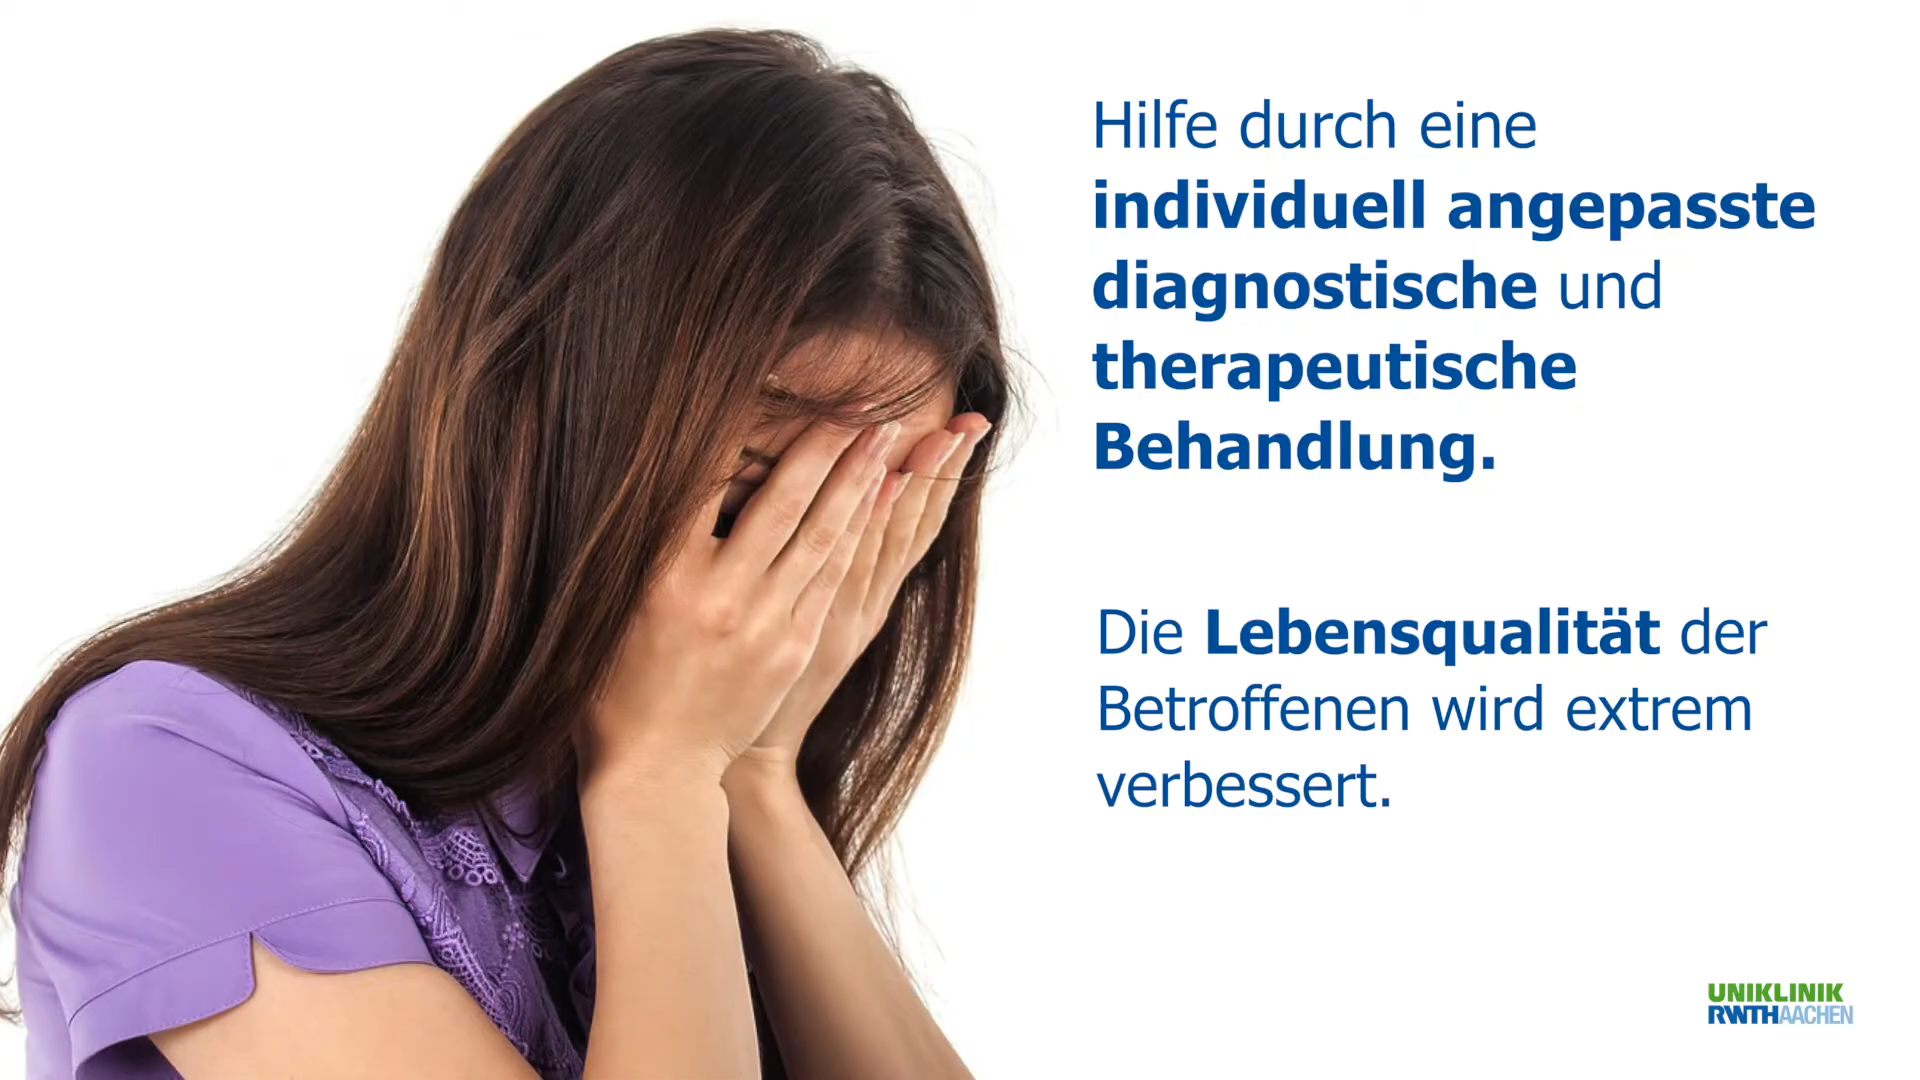 Hilfe durch eine
individuell angepasste
diagnostische und
therapeutische
Behandlung.
Die Lebensqualität der
Betroffenen wird extrem
verbessert.
UNIKLINIK
RWTHAACHEN